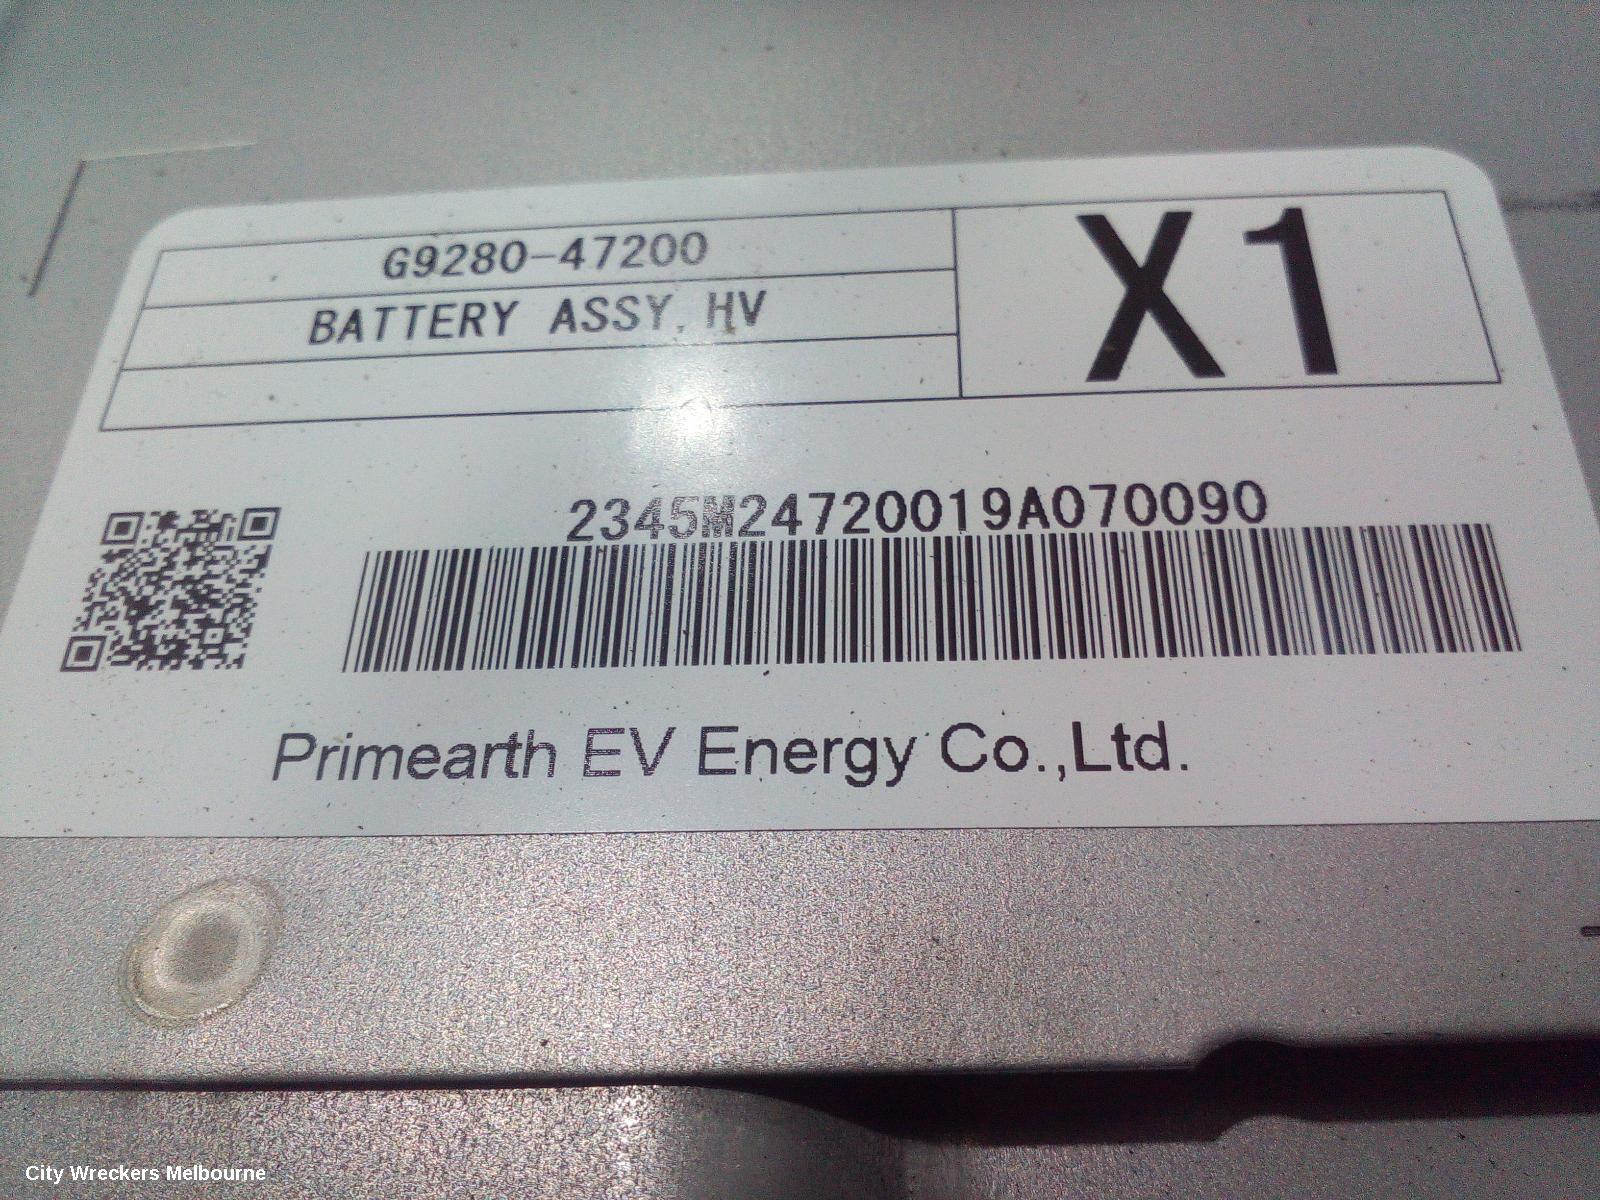 G9280-47200
BATTERY ASSY, HV
X1
2345M24720019A070090
Primearth EV Energy Co.,Ltd.
City Wreckers Melbourne